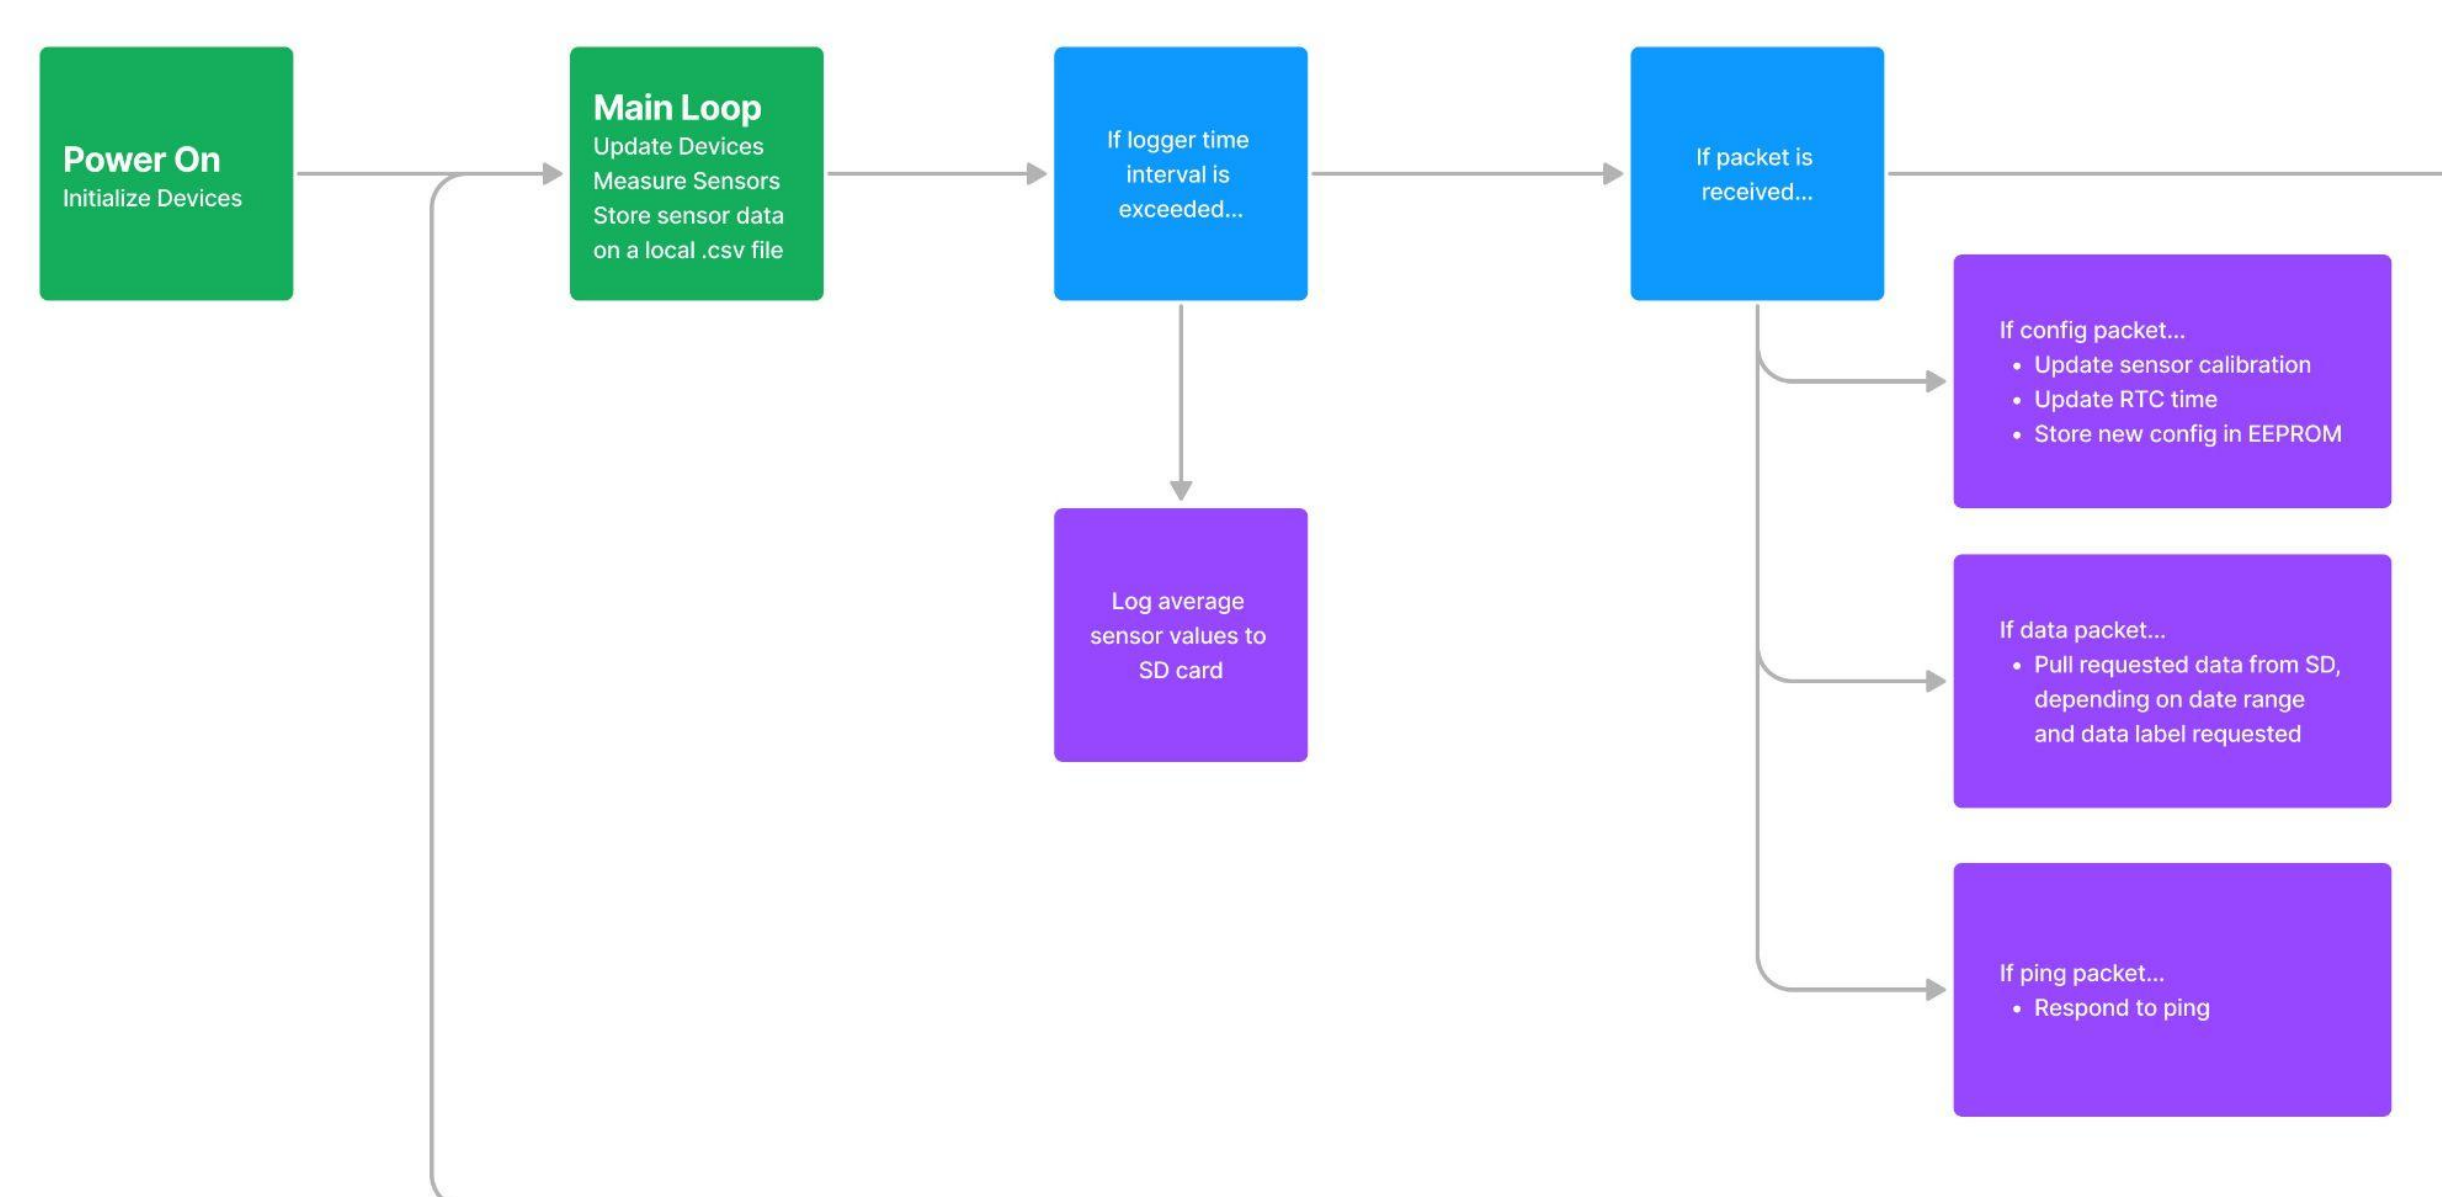 Power On
Initialize Devices
Main Loop
Update Devices
Measure Sensors
Store sensor data
on a local .csv file
If logger time
interval is
exceeded...
If packet is
received...
If config packet...
• Update sensor calibration
• Update RTC time
• Store new config in EEPROM
Log average
sensor values to
SD card
If data packet...
• Pull requested data from SD,
depending on date range
and data label requested
If ping packet...
• Respond to ping